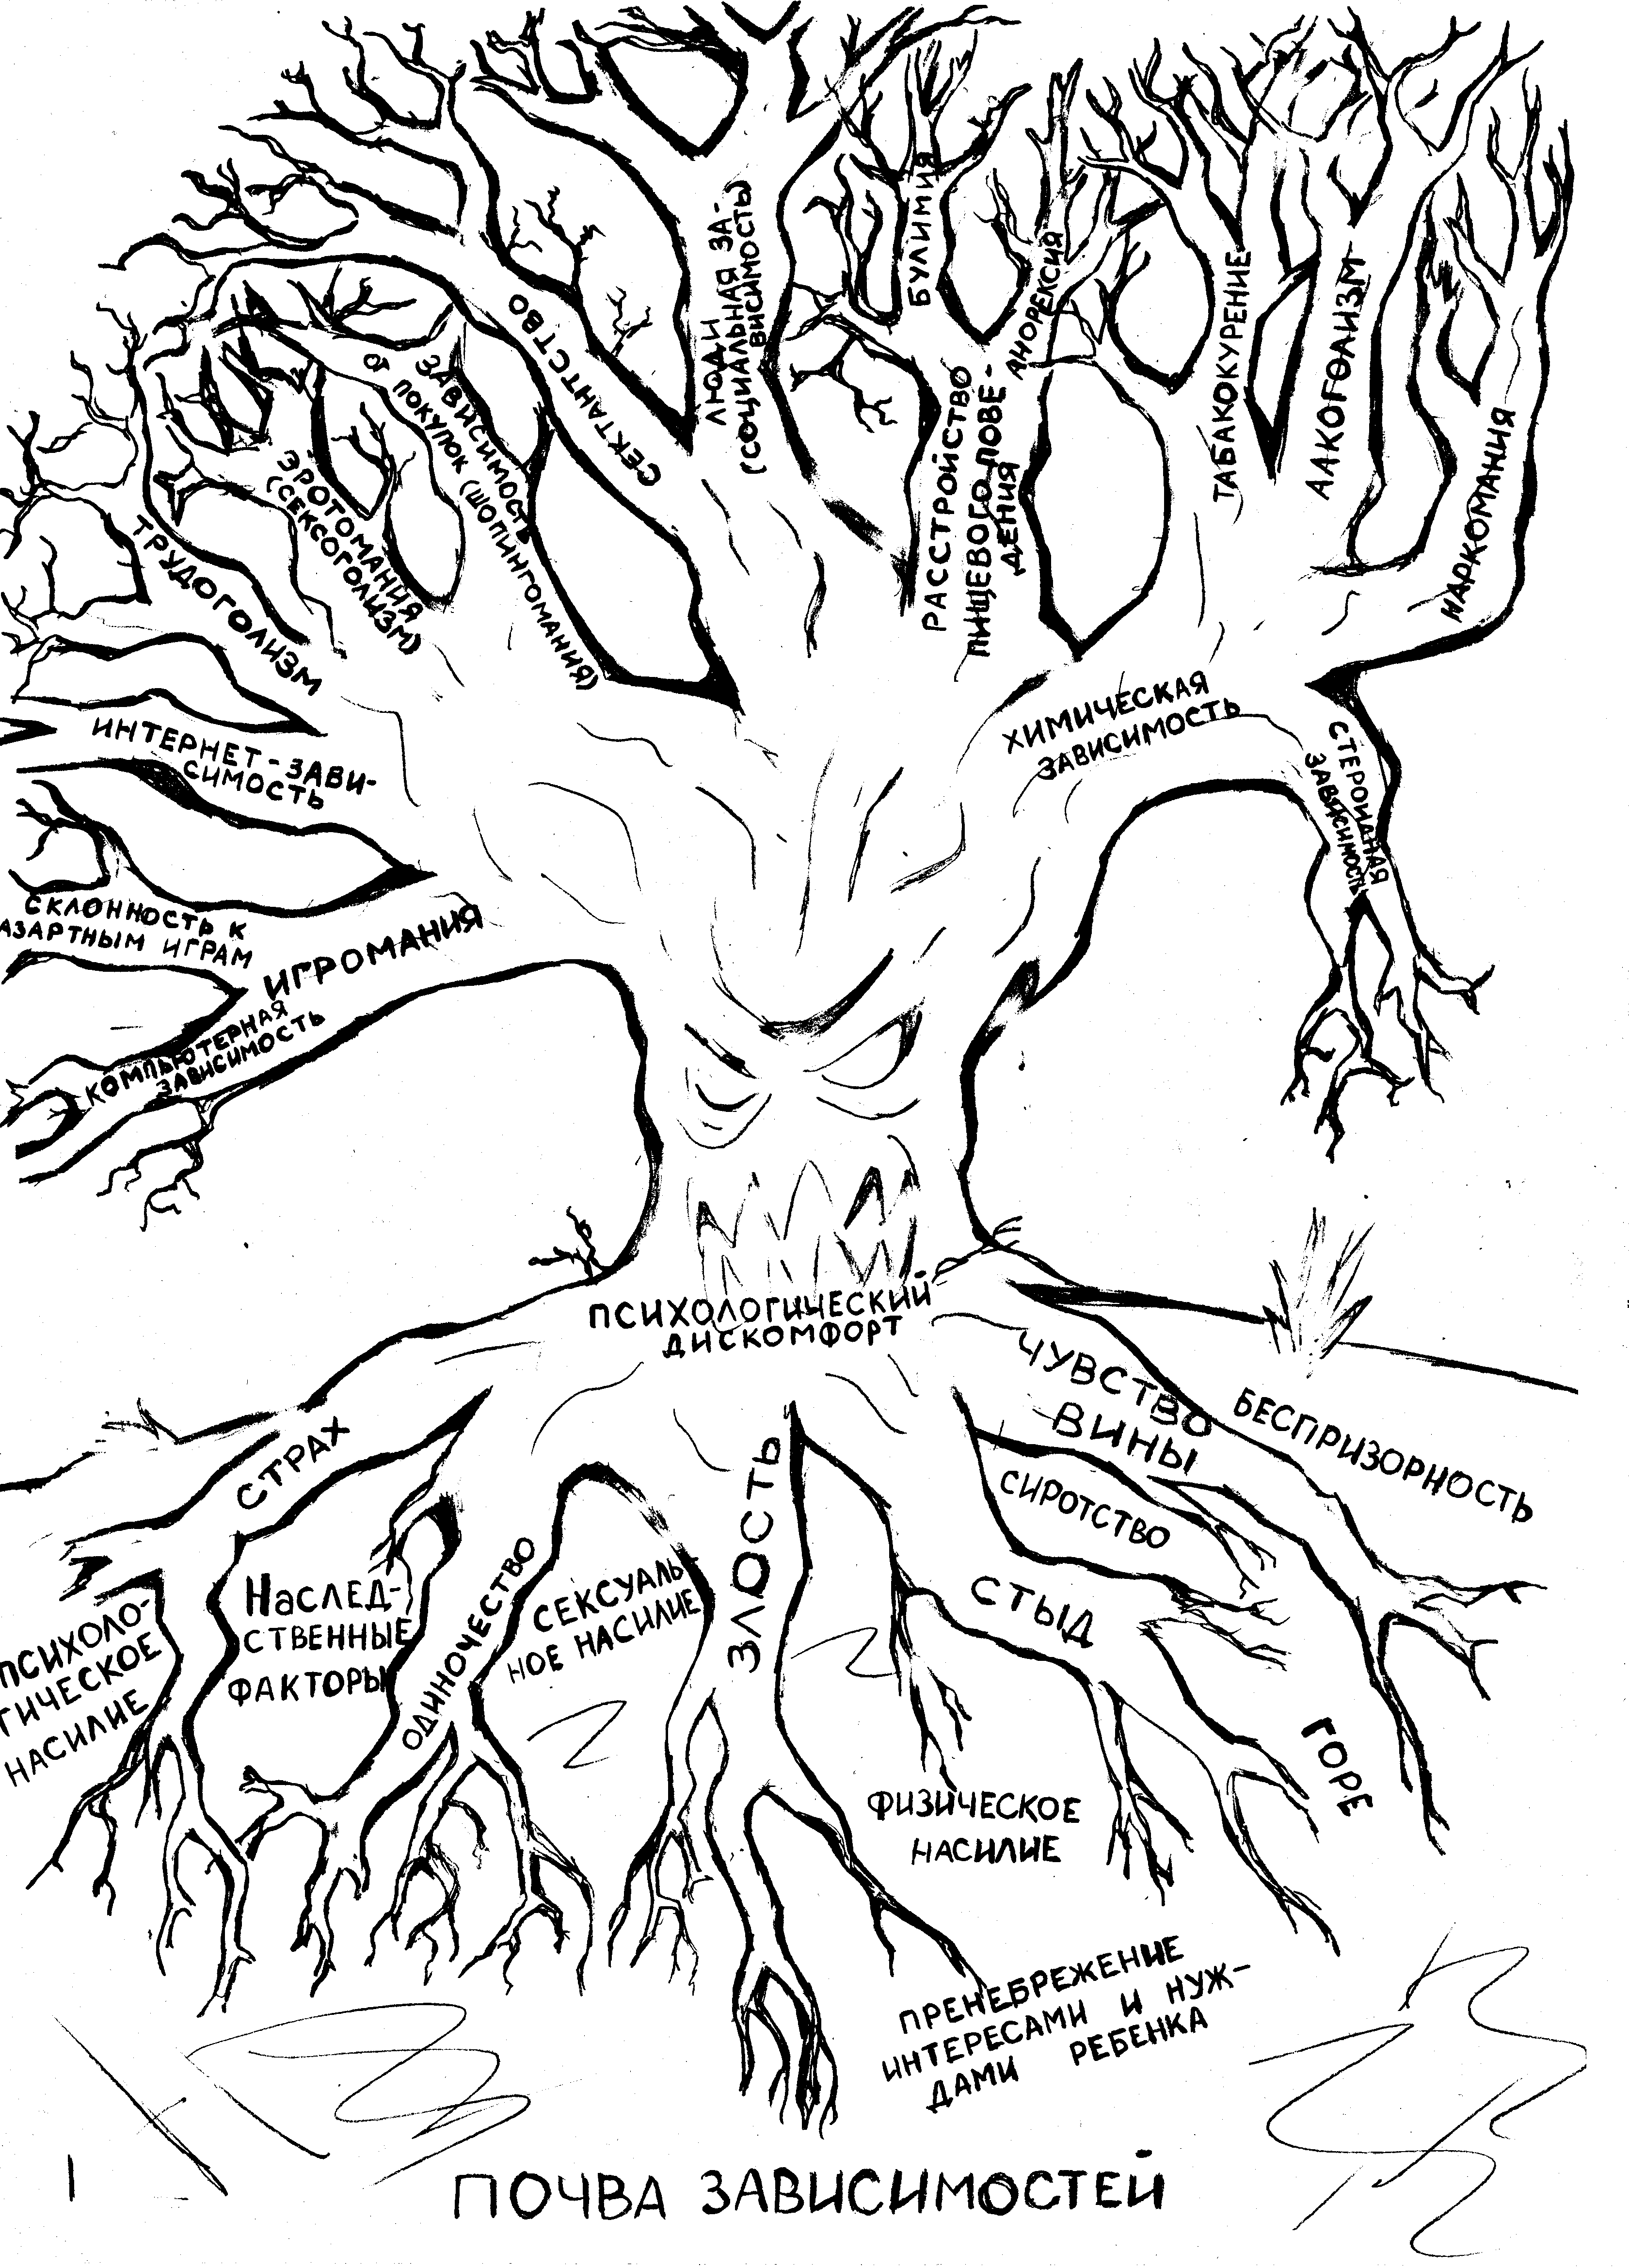 ЛЮДИ
(СОЦИАЛЬНАЯ ЗА-
ВИСИМОСТЬ)
БУЛИМИЯ
АНОРЕКСИЯ
РАССТРОЙСТВО
ПИЩЕВОГО ПОВЕ-
ДЕНИЯ
ТАБАКОКУРЕНИЕ
АЛКОГОЛИЗМ
НАРКОМАНИЯ
СЕКТАНТСТВО
ЗАВИСИМОСТЬ
ОТ ПОКУПОК (ШОПИНГОМАНИЯ)
ЭРОТОМАНИЯ
(СЕКСОГОЛИЗМ)
ТРУДОГОЛИЗМ
ИНТЕРНЕТ-ЗАВИ-
СИМОСТЬ
ХИМИЧЕСКАЯ
ЗАВИСИМОСТЬ
СТЕРОИДНАЯ
ЗАВИСИМОСТЬ
СКЛОННОСТЬ К
АЗАРТНЫМ ИГРАМ
ИГРОМАНИЯ
КОМПЬЮТЕРНАЯ
ЗАВИСИМОСТЬ
ПСИХОЛОГИЧЕСКИЙ
ДИСКОМФОРТ
СТРАХ
ЧУВСТВО
ВИНЫ
БЕСПРИЗОРНОСТЬ
СИРОТСТВО
ПСИХОЛО-
ГИЧЕСКОЕ
НАСИЛИЕ
НаСЛЕД-
СТВЕННЫЕ
ФАКТОРЫ
ОДИНОЧЕСТВО
СЕКСУАЛЬ
НОЕ НАСИЛИЕ
ЗЛОСТЬ
СТЫД
ГОРЕ
ФИЗИЧЕСКОЕ
НАСИЛИЕ
ПРЕНЕБРЕЖЕНИЕ
ИНТЕРЕСАМИ И НУЖ-
ДАМИ РЕБЕНКА
ПОЧВА ЗАВИСИМОСТЕЙ